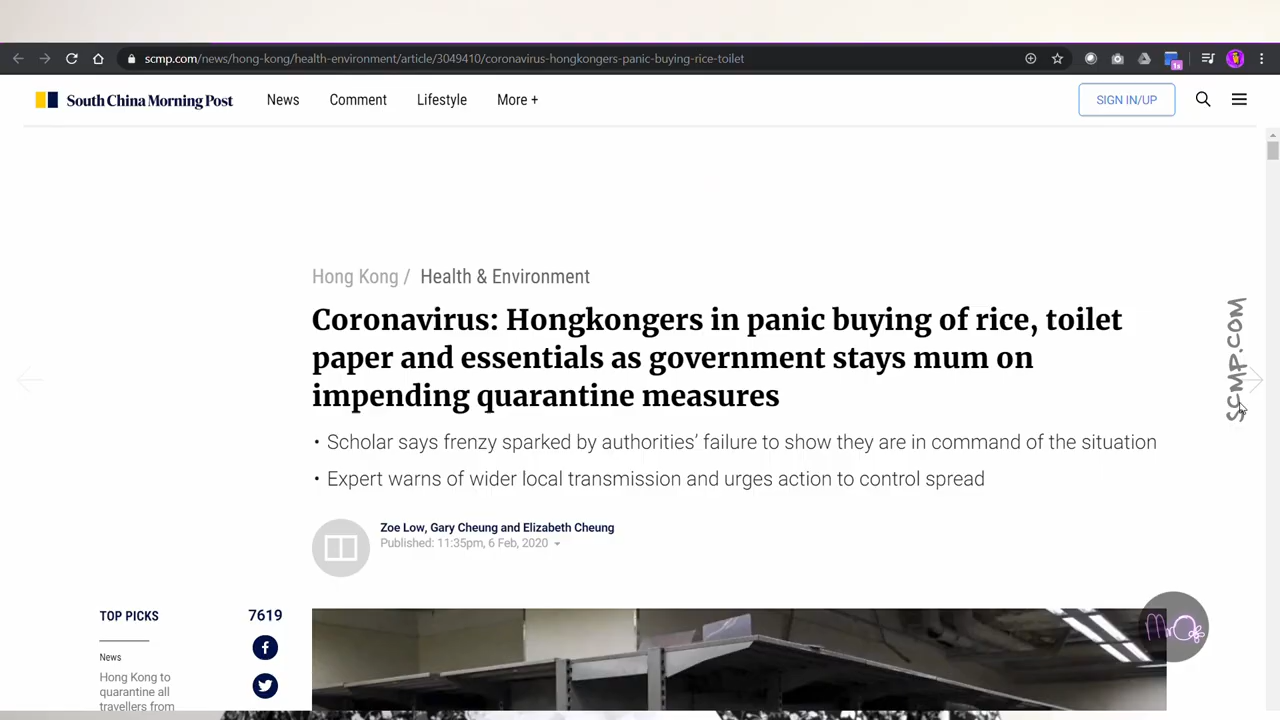 scmp.com/news/hong-kong/health-environment/article/3049410/coronavirus-hongkongers-panic-buying-rice-toilet
South China Morning Post
News
Comment
Lifestyle
More +
SIGN IN/UP
Hong Kong / Health & Environment
Coronavirus: Hongkongers in panic buying of rice, toilet
paper and essentials as government stays mum on
impending quarantine measures
• Scholar says frenzy sparked by authorities’ failure to show they are in command of the situation
• Expert warns of wider local transmission and urges action to control spread
Zoe Low, Gary Cheung and Elizabeth Cheung
Published: 11:35pm, 6 Feb, 2020
SCMP.COM
TOP PICKS
7619
News
Hong Kong to
quarantine all
travellers from